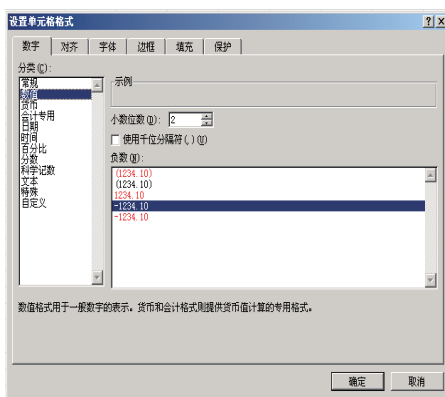 设置单元格格式
数字 对齐 字体 边框 填充 保护
分类(C):
常规
数值
货币
会计专用
日期
时间
百分比
分数
科学记数
文本
特殊
自定义
示例
小数位数(D): 2
使用千位分隔符(,)(U)
负数(N):
(1234.10)
(1234.10)
1234.10
-1234.10
-1234.10
数值格式用于一般数字的表示。货币和会计格式则提供货币值计算的专用格式。
确定 取消